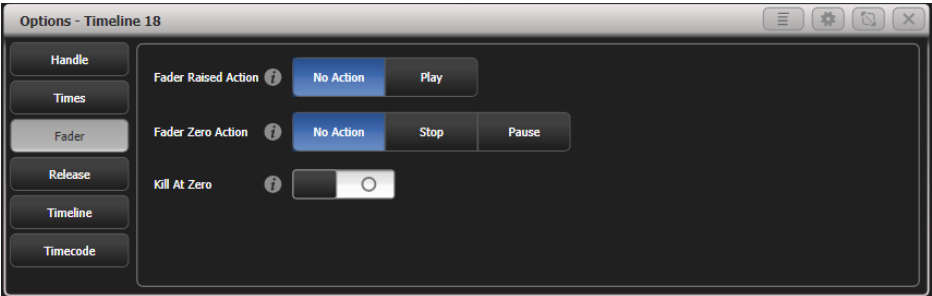 Options - Timeline 18
Handle
Times
Fader
Release
Timeline
Timecode
Fader Raised Action i No Action Play
Fader Zero Action i No Action Stop Pause
Kill At Zero i